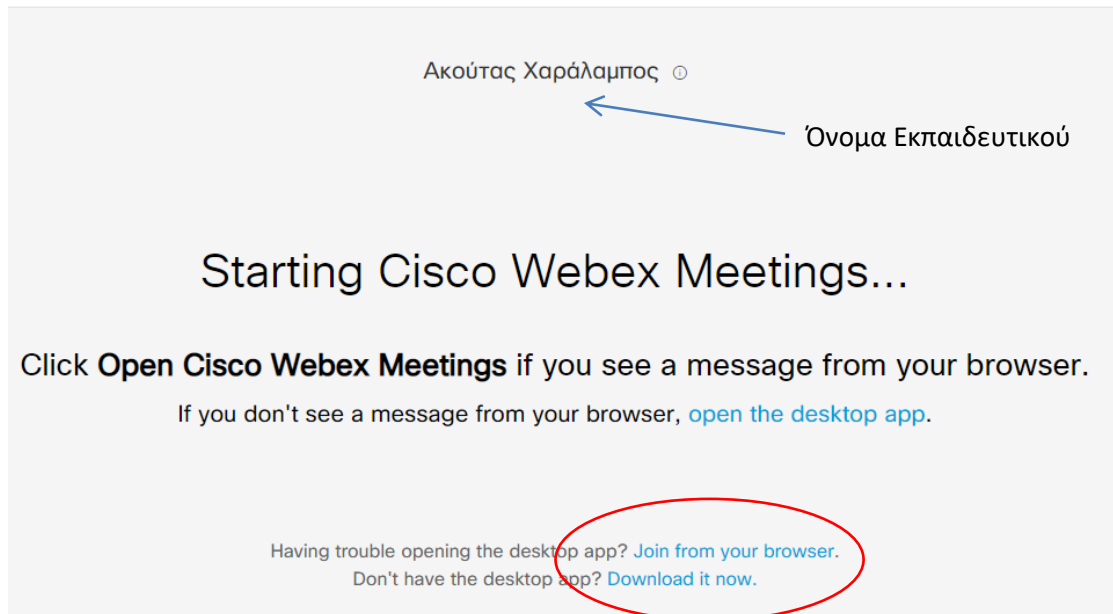 Ακούτας Χαράλαμπος
Όνομα Εκπαιδευτικού
Starting Cisco Webex Meetings...
Click Open Cisco Webex Meetings if you see a message from your browser.
If you don't see a message from your browser, open the desktop app.
Having trouble opening the desktop app? Join from your browser.
Don't have the desktop app? Download it now.